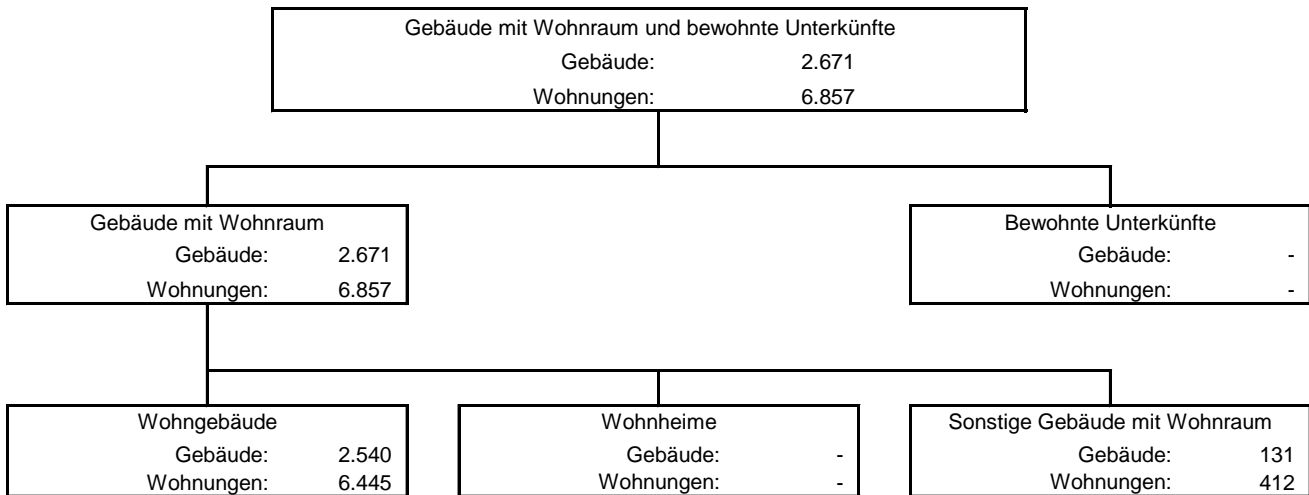 Gebäude mit Wohnraum und bewohnte Unterkünfte
Gebäude: 2.671
Wohnungen: 6.857
Gebäude mit Wohnraum
Gebäude: 2.671
Wohnungen: 6.857
Bewohnte Unterkünfte
Gebäude: -
Wohnungen: -
Wohngebäude
Gebäude: 2.540
Wohnungen: 6.445
Wohnheime
Gebäude: -
Wohnungen: -
Sonstige Gebäude mit Wohnraum
Gebäude: 131
Wohnungen: 412